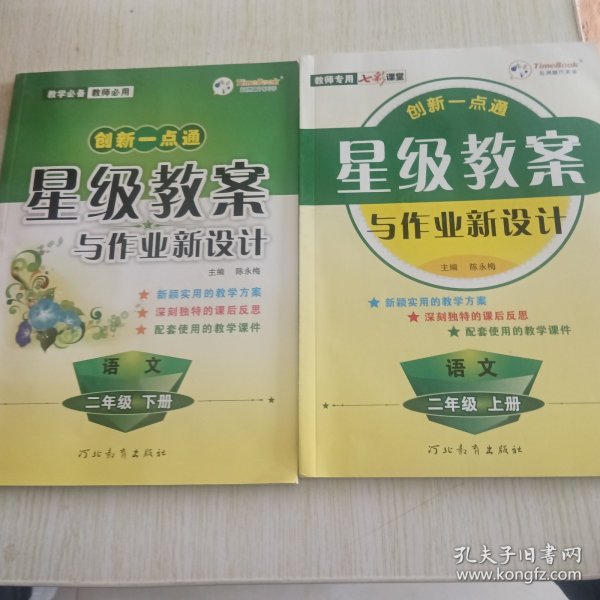 教学必备 教师必用
TimeBook
创新一点通
星级教案
与作业新设计
主编 陈永梅
★ 新颖实用的教学方案
★ 深刻独特的课后反思
★ 配套使用的教学课件
语文
二年级 下册
河北教育出版社
教师专用 七彩课堂
TimeBook
创新一点通
星级教案
与作业新设计
主编 陈永梅
★ 新颖实用的教学方案
★ 深刻独特的课后反思
★ 配套使用的教学课件
语文
二年级 上册
河北教育出版社
孔夫子旧书网
www.kongfz.com